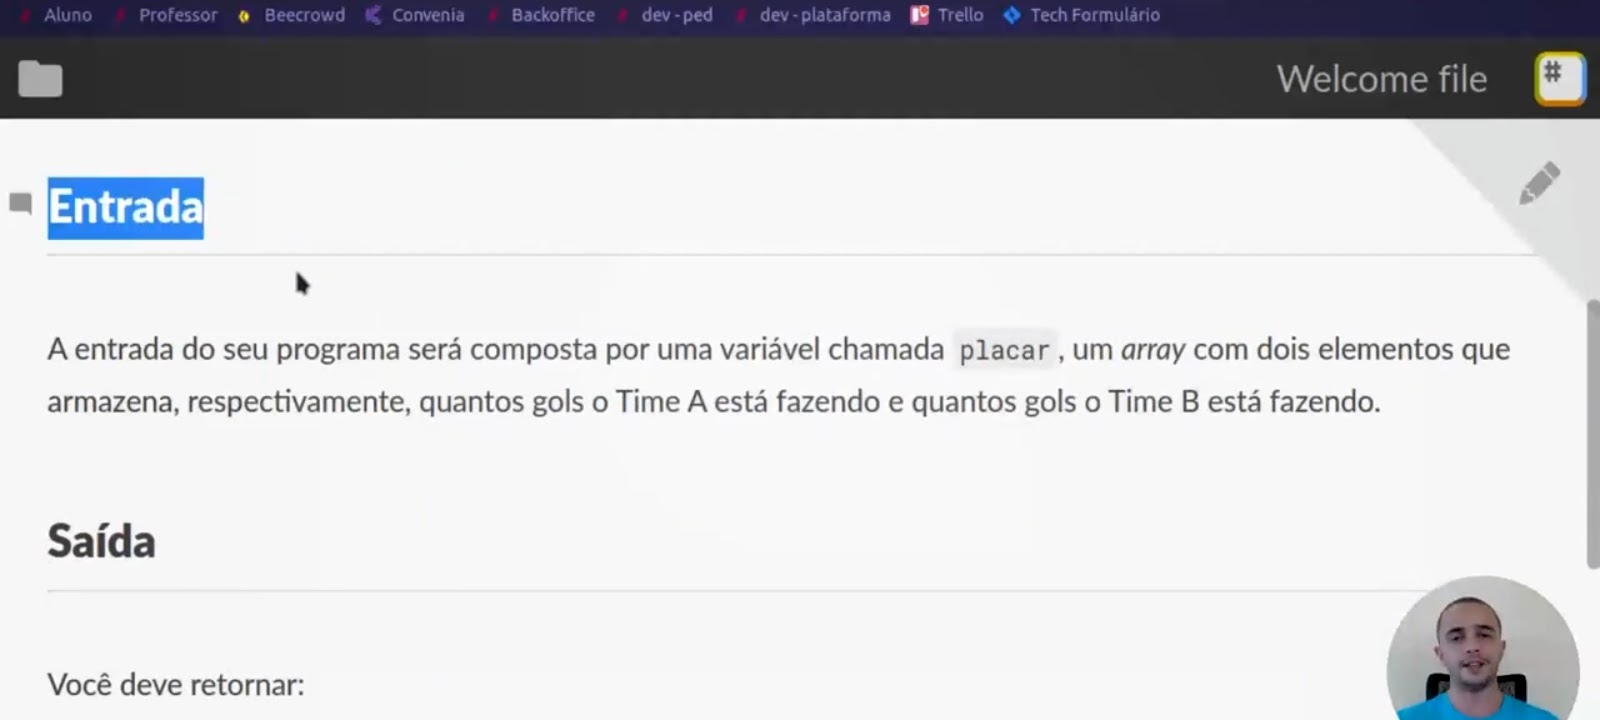 Aluno Professor Beecrowd Convenia Backoffice dev - ped dev - plataforma Trello Tech Formulário
Welcome file
#
Entrada
A entrada do seu programa será composta por uma variável chamada placar, um array com dois elementos que
armazena, respectivamente, quantos gols o Time A está fazendo e quantos gols o Time B está fazendo.
Saída
Você deve retornar: